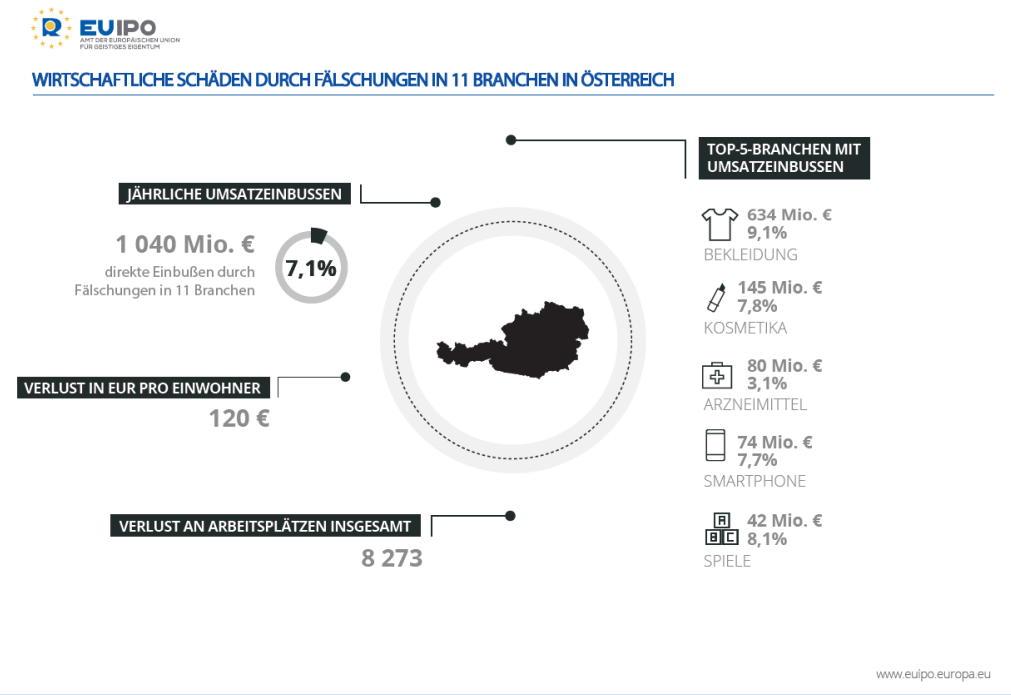 EUIPO
AMT DER EUROPÄISCHEN UNION
FÜR GEISTIGES EIGENTUM
WIRTSCHAFTLICHE SCHÄDEN DURCH FÄLSCHUNGEN IN 11 BRANCHEN IN ÖSTERREICH
JÄHRLICHE UMSATZEINBUSSEN
1 040 Mio. €
direkte Einbußen durch
Fälschungen in 11 Branchen
7,1%
VERLUST IN EUR PRO EINWOHNER
120 €
VERLUST AN ARBEITSPLÄTZEN INSGESAMT
8 273
TOP-5-BRANCHEN MIT
UMSATZEINBUSSEN
634 Mio. €
9,1%
BEKLEIDUNG
145 Mio. €
7,8%
KOSMETIKA
80 Mio. €
3,1%
ARZNEIMITTEL
74 Mio. €
7,7%
SMARTPHONE
A
B C
42 Mio. €
8,1%
SPIELE
www.euipo.europa.eu